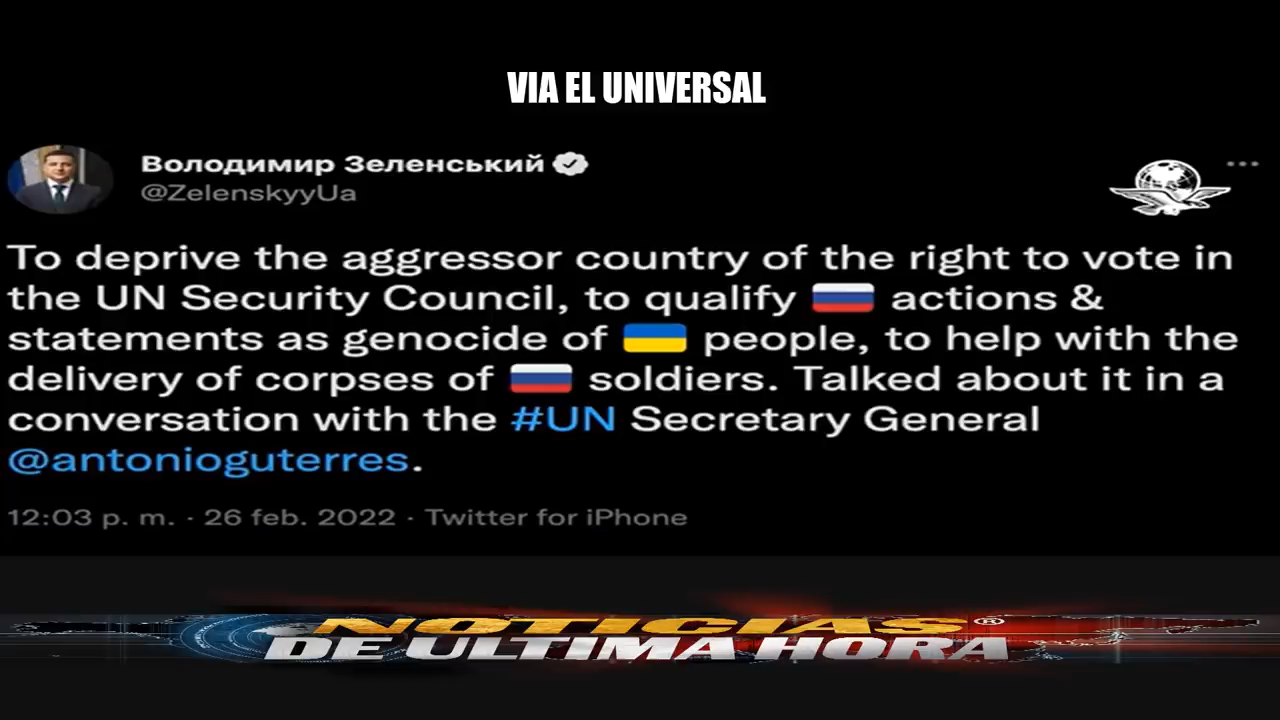 VIA EL UNIVERSAL
Володимир Зеленський
@ZelenskyyUa
To deprive the aggressor country of the right to vote in
the UN Security Council, to qualify 🇷🇺 actions &
statements as genocide of 🇺🇦 people, to help with the
delivery of corpses of 🇷🇺 soldiers. Talked about it in a
conversation with the #UN Secretary General
@antonioguterres.
12:03 p. m. · 26 feb. 2022 · Twitter for iPhone
NOTICIAS®
DE ULTIMA HORA